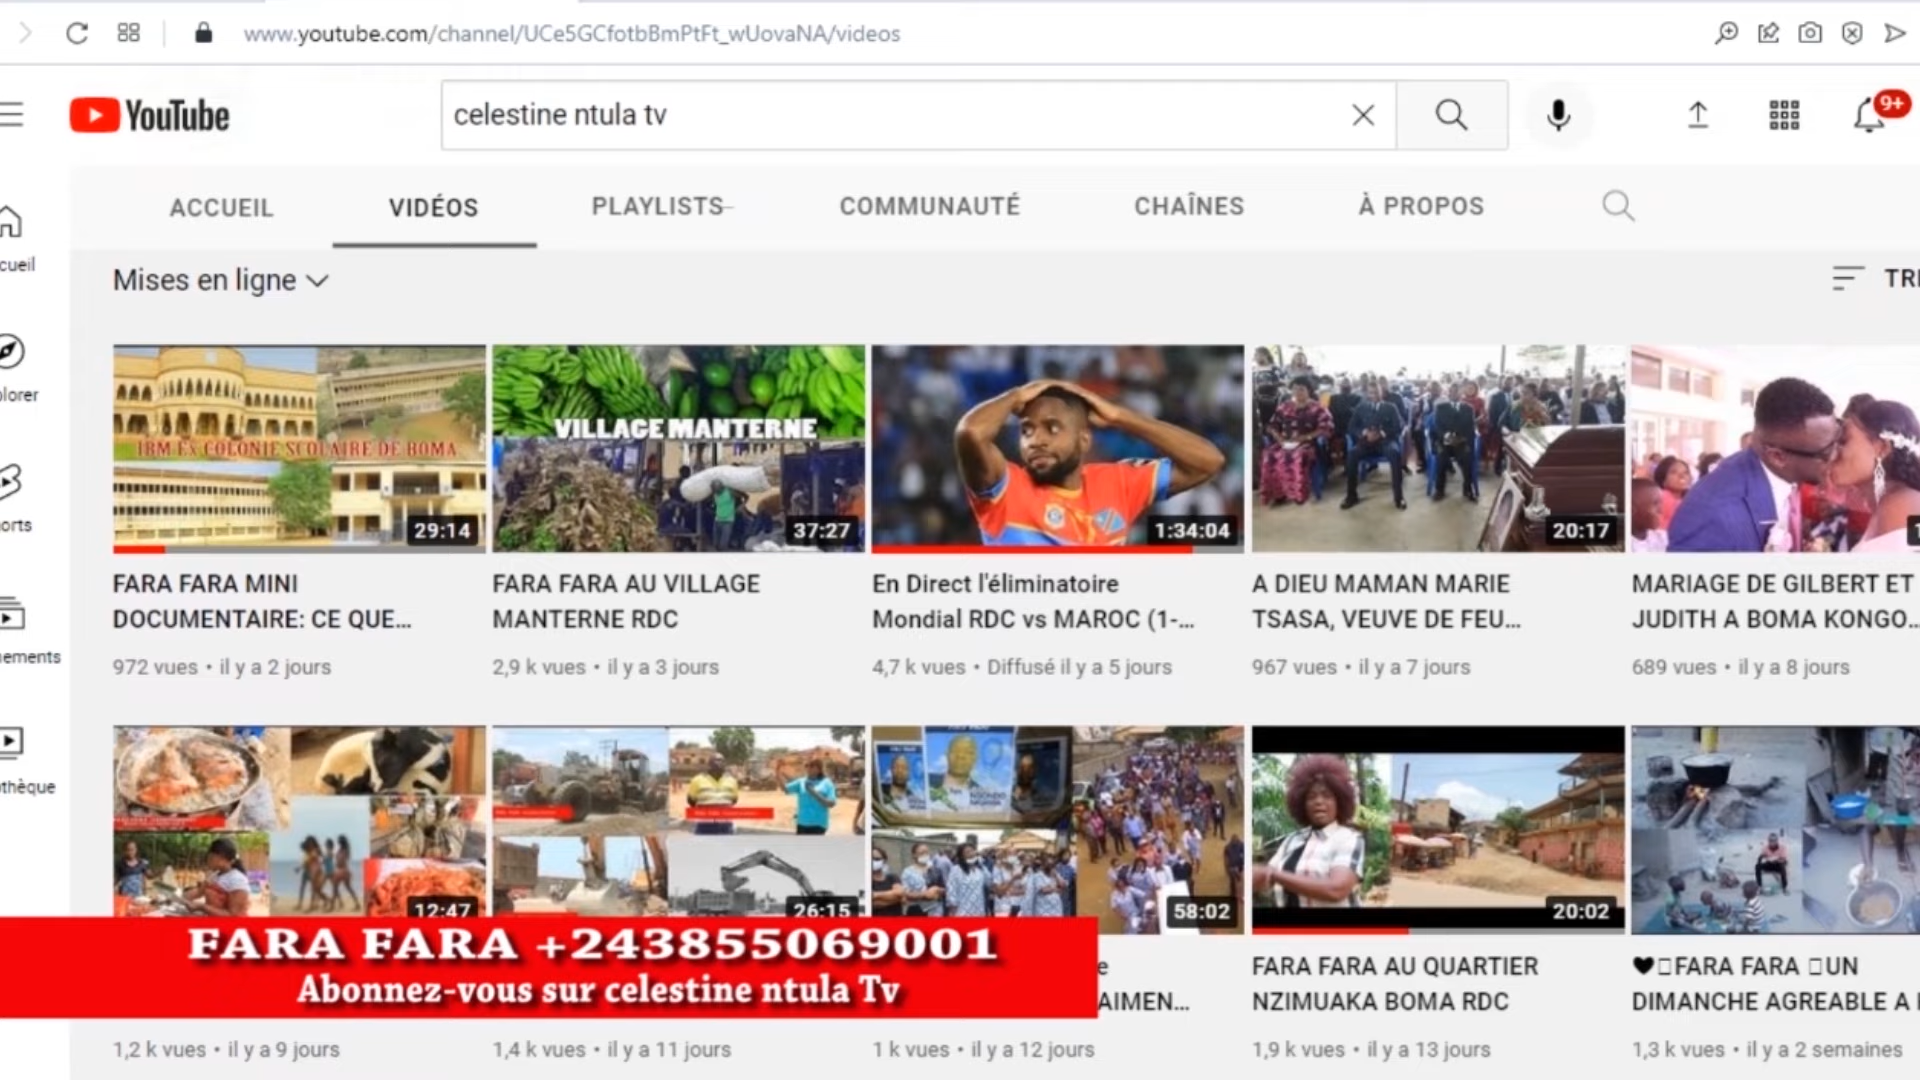 www.youtube.com/channel/UCe5GCfotbBmPtFt_wUovaNA/videos
YouTube
celestine ntula tv
9+
ACCUEIL
VIDÉOS
PLAYLISTS
COMMUNAUTÉ
CHAÎNES
À PROPOS
cueil
Mises en ligne
TRI
plorer
orts
nements
thèque
IBM Ex COLONIE SCOLAIRE DE BOMA
29:14
VILLAGE MANTERNE
37:27
1:34:04
20:17
FARA FARA MINI
DOCUMENTAIRE: CE QUE...
972 vues • il y a 2 jours
FARA FARA AU VILLAGE
MANTERNE RDC
2,9 k vues • il y a 3 jours
En Direct l'éliminatoire
Mondial RDC vs MAROC (1-...
4,7 k vues • Diffusé il y a 5 jours
A DIEU MAMAN MARIE
TSASA, VEUVE DE FEU...
967 vues • il y a 7 jours
MARIAGE DE GILBERT ET
JUDITH A BOMA KONGO...
689 vues • il y a 8 jours
12:47
26:15
58:02
20:02
FARA FARA +243855069001
Abonnez-vous sur celestine ntula Tv
1,2 k vues • il y a 9 jours
1,4 k vues • il y a 11 jours
e
AIMEN...
1 k vues • il y a 12 jours
FARA FARA AU QUARTIER
NZIMUAKA BOMA RDC
1,9 k vues • il y a 13 jours
FARA FARA UN
DIMANCHE AGREABLE A
1,3 k vues • il y a 2 semaines